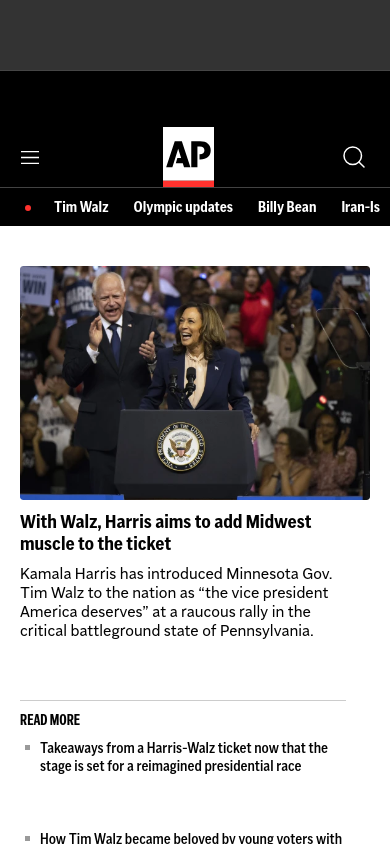 AP
Tim Walz Olympic updates Billy Bean Iran-Is
WIN
With Walz, Harris aims to add Midwest
muscle to the ticket
Kamala Harris has introduced Minnesota Gov.
Tim Walz to the nation as “the vice president
America deserves” at a raucous rally in the
critical battleground state of Pennsylvania.
READ MORE
Takeaways from a Harris-Walz ticket now that the
stage is set for a reimagined presidential race
How Tim Walz became beloved by young voters with